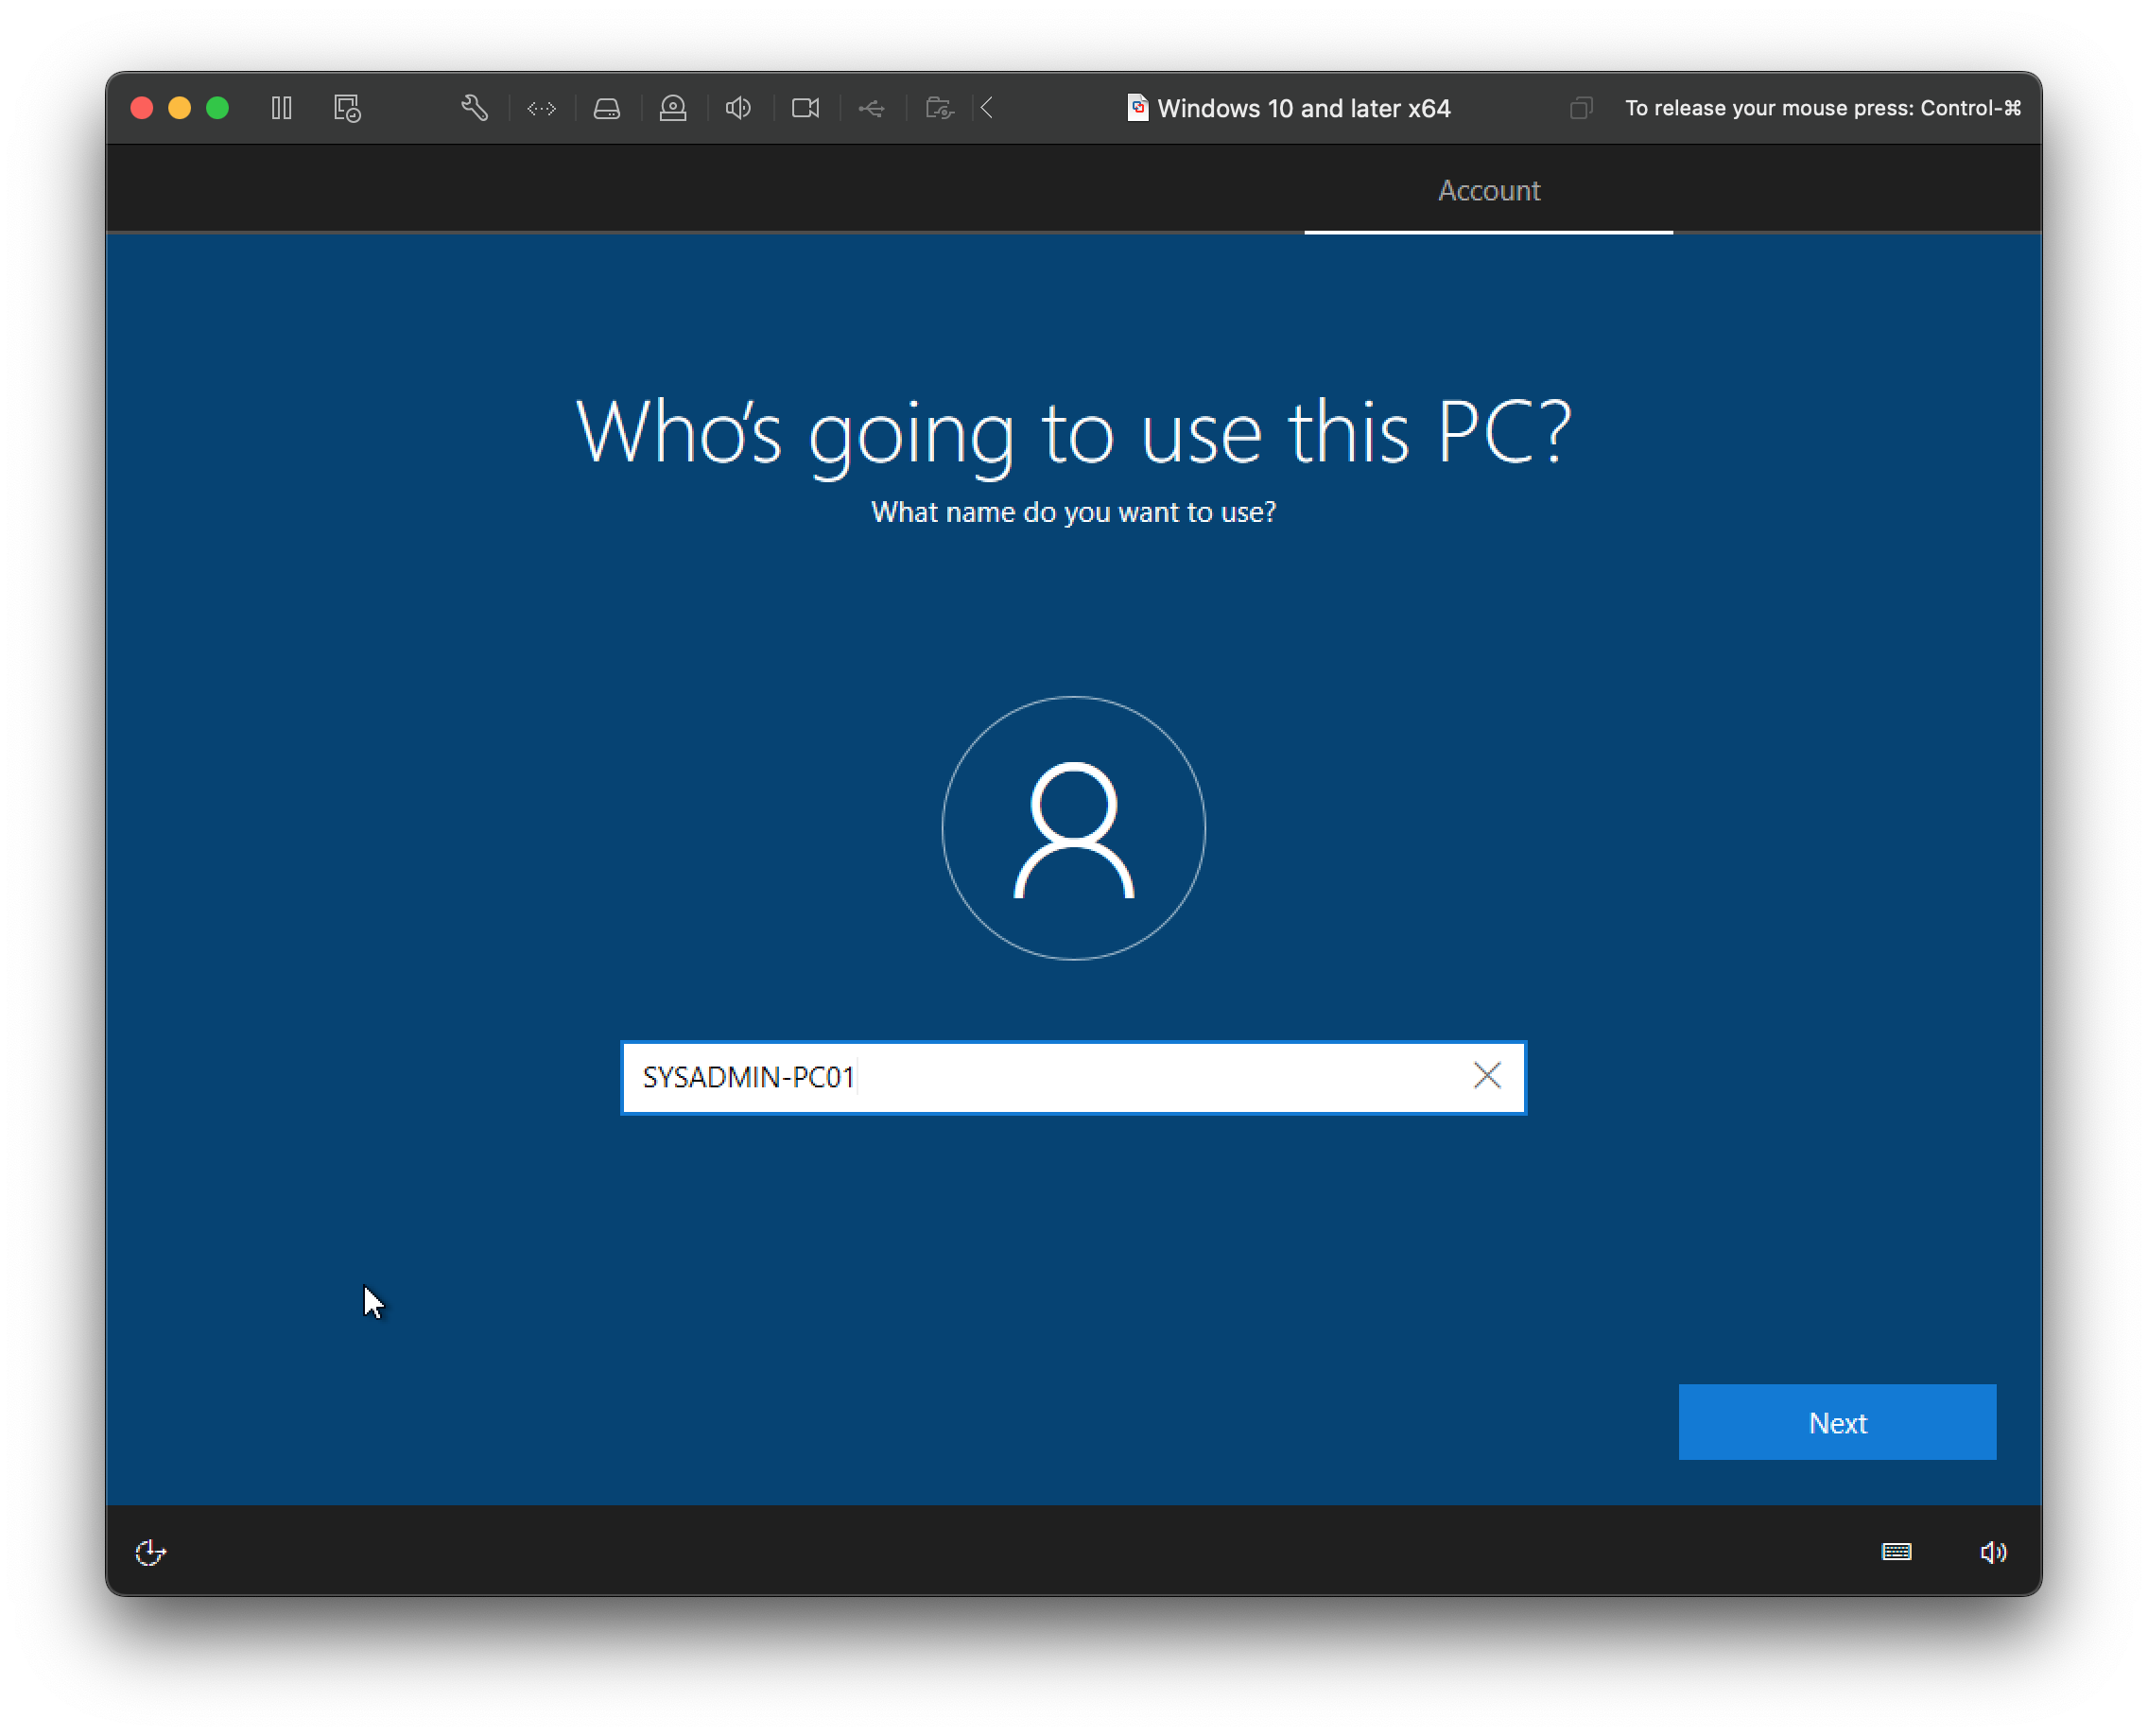 Windows 10 and later x64
To release your mouse press: Control-⌘
Account
Who's going to use this PC?
What name do you want to use?
SYSADMIN-PC01
Next